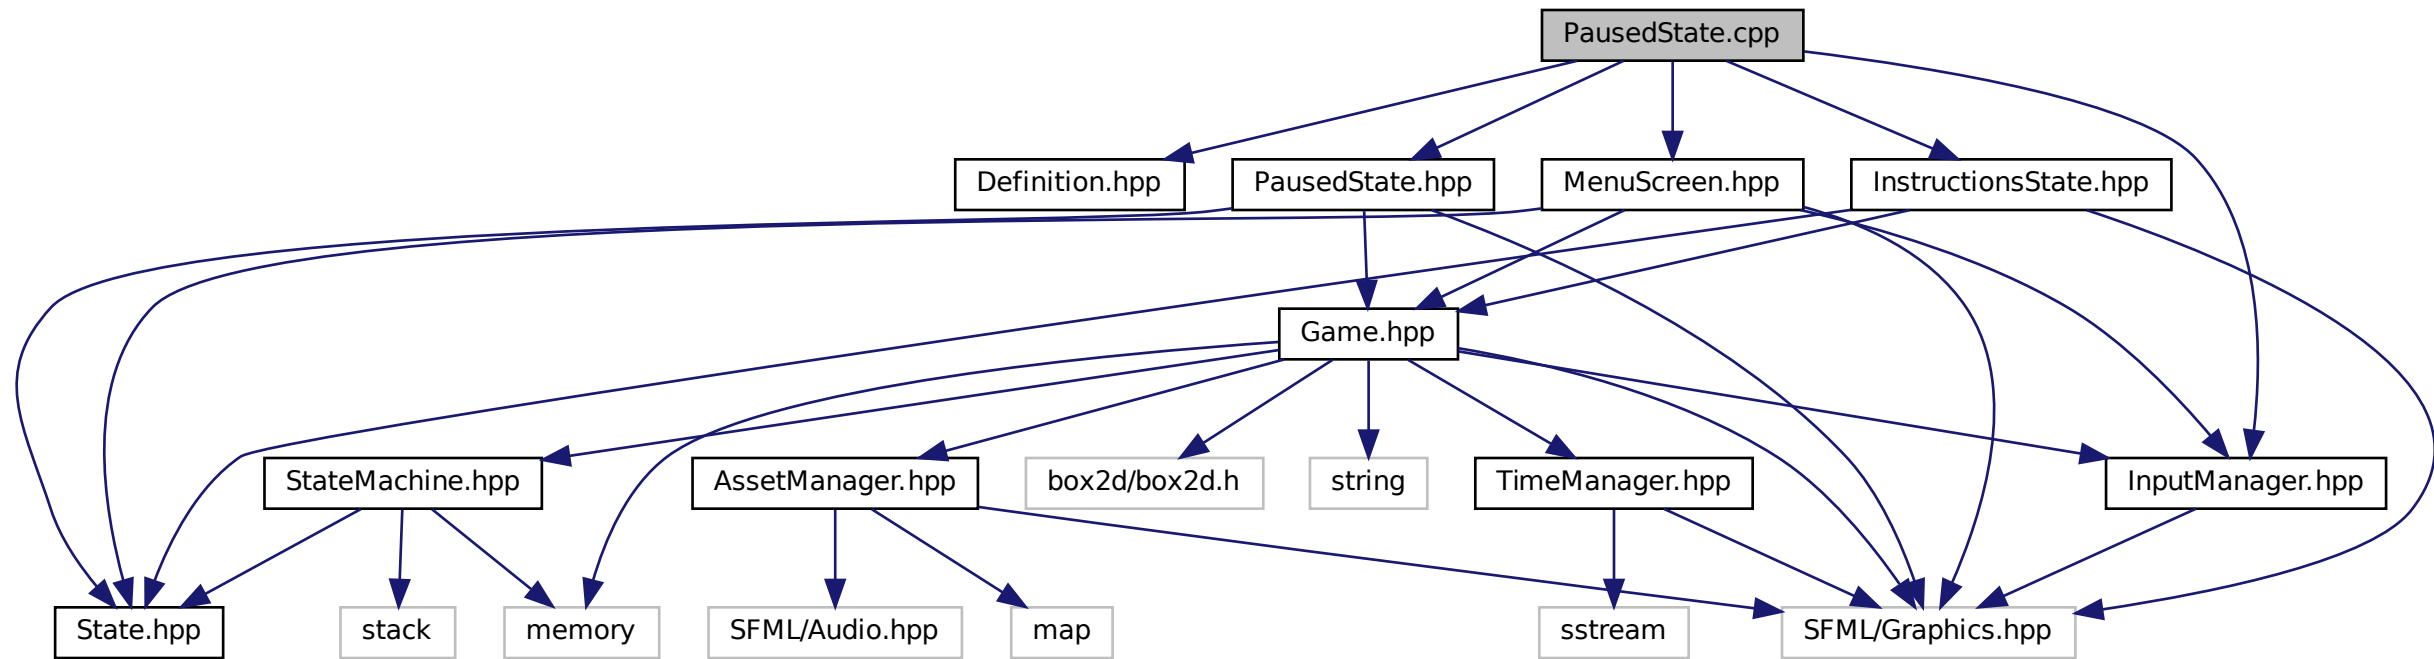 PausedState.cpp
Definition.hpp
PausedState.hpp
MenuScreen.hpp
InstructionsState.hpp
Game.hpp
StateMachine.hpp
AssetManager.hpp
box2d/box2d.h
string
TimeManager.hpp
InputManager.hpp
State.hpp
stack
memory
SFML/Audio.hpp
map
sstream
SFML/Graphics.hpp